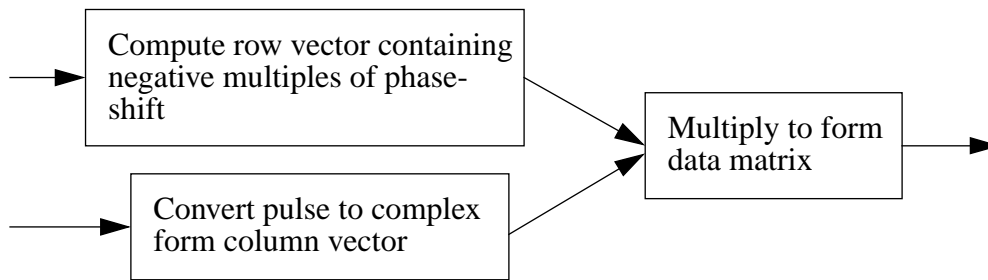 Compute row vector containing
negative multiples of phase-
shift
Multiply to form
data matrix
Convert pulse to complex
form column vector